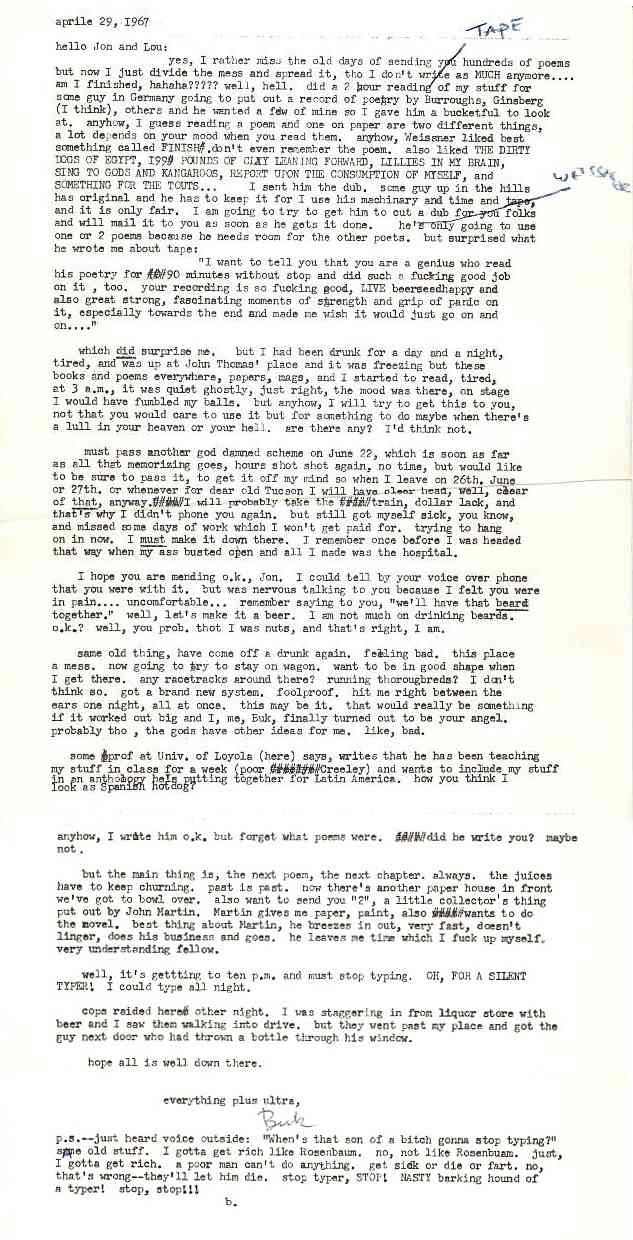 aprile 29, 1967
TAPE
hello Jon and Lou:
yes, I rather miss the old days of sending you hundreds of poems
but now I just divide the mess and spread it, tho I don't write as MUCH anymore....
am I finished, hahaha????? well, hell. did a 2 hour reading of my stuff for
some guy in Germany going to put out a record of poetry by Burroughs, Ginsberg
(I think), others and he wanted a few of mine so I gave him a bucketful to look
at. anyhow, I guess reading a poem and one on paper are two different things,
a lot depends on your mood when you read them. anyhow, Weissner liked best
something called FINISH. don't even remember the poem. also liked THE DIRTY
DOGS OF EGYPT, 199 POUNDS OF CLAY LEANING FORWARD, LILLIES IN MY BRAIN,
SING TO GODS AND KANGAROOS, REPORT UPON THE CONSUMPTION OF MYSELF, and
SOMETHING FOR THE TOUTS... I sent him the dub. some guy up in the hills
WEISSNER
has original and he has to keep it for I use his machinary and time and tape,
and it is only fair. I am going to try to get him to cut a dub for you folks
and will mail it to you as soon as he gets it done. he's only going to use
one or 2 poems because he needs room for the other poets. but surprised what
he wrote me about tape:
"I want to tell you that you are a genius who read
his poetry for ###90 minutes without stop and did such a fucking good job
on it , too. your recording is so fucking good, LIVE beerseedhappy and
also great strong, fascinating moments of strength and grip of panic on
it, especially towards the end and made me wish it would just go on and
on...."
which did surprise me. but I had been drunk for a day and a night,
tired, and was up at John Thomas' place and it was freezing but these
books and poems everywhere, papers, mags, and I started to read, tired,
at 3 a.m., it was quiet ghostly, just right, the mood was there, on stage
I would have fumbled my balls. but anyhow, I will try to get this to you,
not that you would care to use it but for something to do maybe when there's
a lull in your heaven or your hell. are there any? I'd think not.
must pass another god damned scheme on June 22, which is soon as far
as all that memorizing goes, hours shot shot again, no time, but would like
to be sure to pass it, to get it off my mind so when I leave on 26th. June
or 27th. or whenever for dear old Tucson I will have clear head, well, clear
of that, anyway.####I will probably take the ####train, dollar lack, and
that's why I didn't phone you again. but still got myself sick, you know,
and missed some days of work which I won't get paid for. trying to hang
on in now. I must make it down there. I remember once before I was headed
that way when my ass busted open and all I made was the hospital.
I hope you are mending o.k., Jon. I could tell by your voice over phone
that you were with it. but was nervous talking to you because I felt you were
in pain.... uncomfortable... remember saying to you, "we'll have that beard
together." well, let's make it a beer. I am not much on drinking beards.
o.k.? well, you prob. thot I was nuts, and that's right, I am.
same old thing, have come off a drunk again. feeling bad. this place
a mess. now going to try to stay on wagon. want to be in good shape when
I get there. any racetracks around there? running thorougbreds? I don't
think so. got a brand new system. foolproof. hit me right between the
ears one night, all at once. this may be it. that would really be something
if it worked out big and I, me, Buk, finally turned out to be your angel.
probably tho , the gods have other ideas for me. like, bad.
some prof at Univ. of Loyola (here) says, writes that he has been teaching
my stuff in class for a week (poor #######Creeley) and wants to include my stuff
in an anthology he's putting together for Latin America. how you think I
look as Spanish hotdog?
anyhow, I wrote him o.k. but forget what poems were. ####did he write you? maybe
not.
but the main thing is, the next poem, the next chapter. always. the juices
have to keep churning. past is past. now there's another paper house in front
we've got to bowl over. also want to send you "2", a little collector's thing
put out by John Martin. Martin gives me paper, paint, also #####wants to do
the novel. best thing about Martin, he breezes in out, very fast, doesn't
linger, does his business and goes. he leaves me time which I fuck up myself.
very understanding fellow.
well, it's gettting to ten p.m. and must stop typing. OH, FOR A SILENT
TYPER! I could type all night.
cops raided here# other night. I was staggering in from liquor store with
beer and I saw them walking into drive. but they went past my place and got the
guy next door who had thrown a bottle through his window.
hope all is well down there.
everything plus ultra,
Buk
p.s.--just heard voice outside: "When's that son of a bitch gonna stop typing?"
same old stuff. I gotta get rich like Rosenbaum. no, not like Rosenbuam. just,
I gotta get rich. a poor man can't do anything. get sick or die or fart. no,
that's wrong--they'll let him die. stop typer, STOP! NASTY barking hound of
a typer! stop, stop!!!
b.